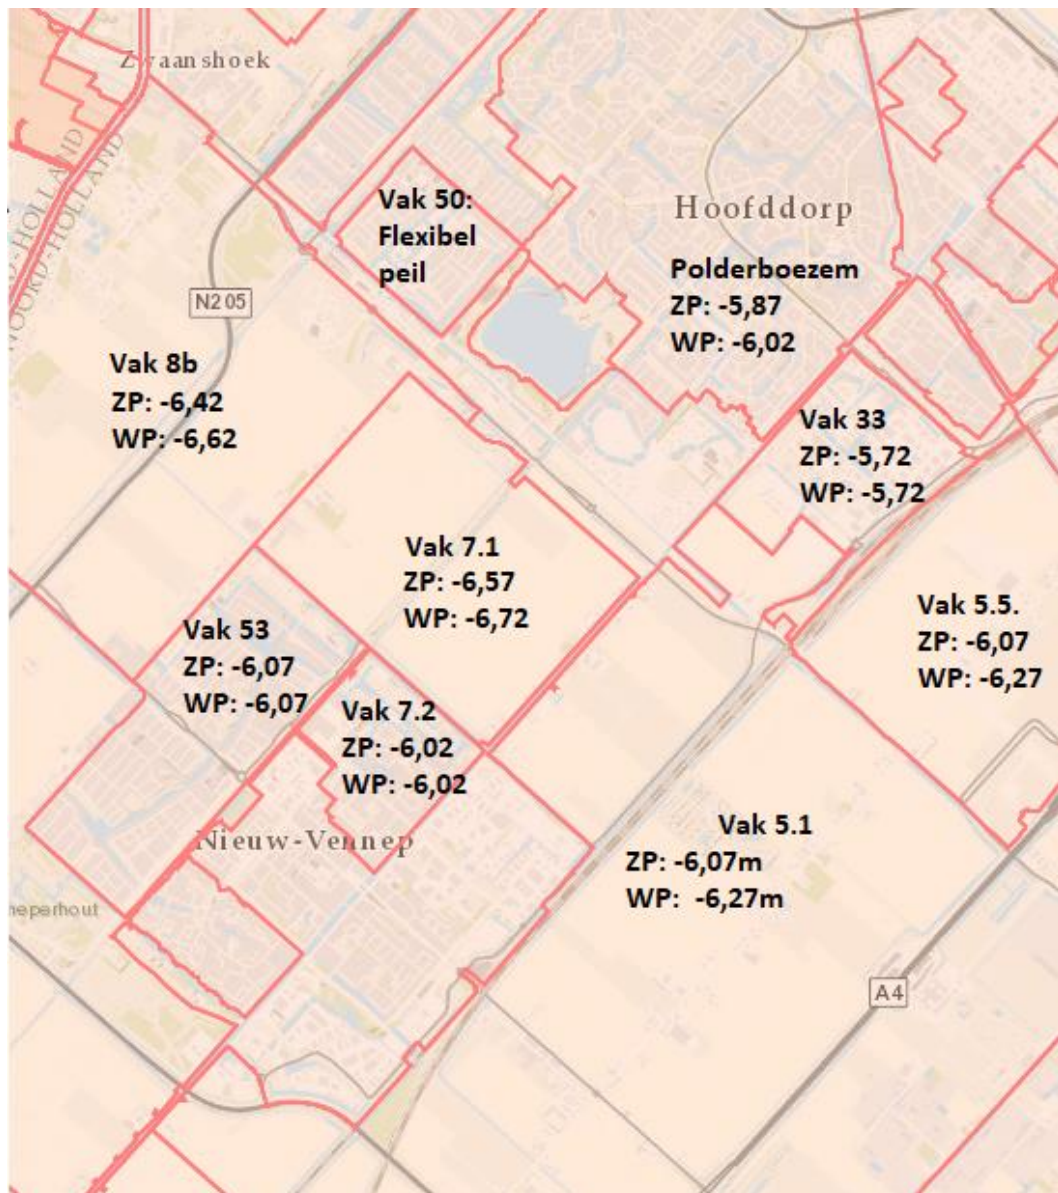 Zwaanshoek
NOORD-HOLLAND
Vak 50:
Flexibel
peil
Hoofddorp
Polderboezem
ZP: -5,87
WP: -6,02
N205
Vak 8b
ZP: -6,42
WP: -6,62
Vak 33
ZP: -5,72
WP: -5,72
Vak 7.1
ZP: -6,57
WP: -6,72
Vak 5.5.
ZP: -6,07
WP: -6,27
Vak 53
ZP: -6,07
WP: -6,07
Vak 7.2
ZP: -6,02
WP: -6,02
Nieuw-Vennep
Vak 5.1
ZP: -6,07m
WP: -6,27m
neperhout
A4